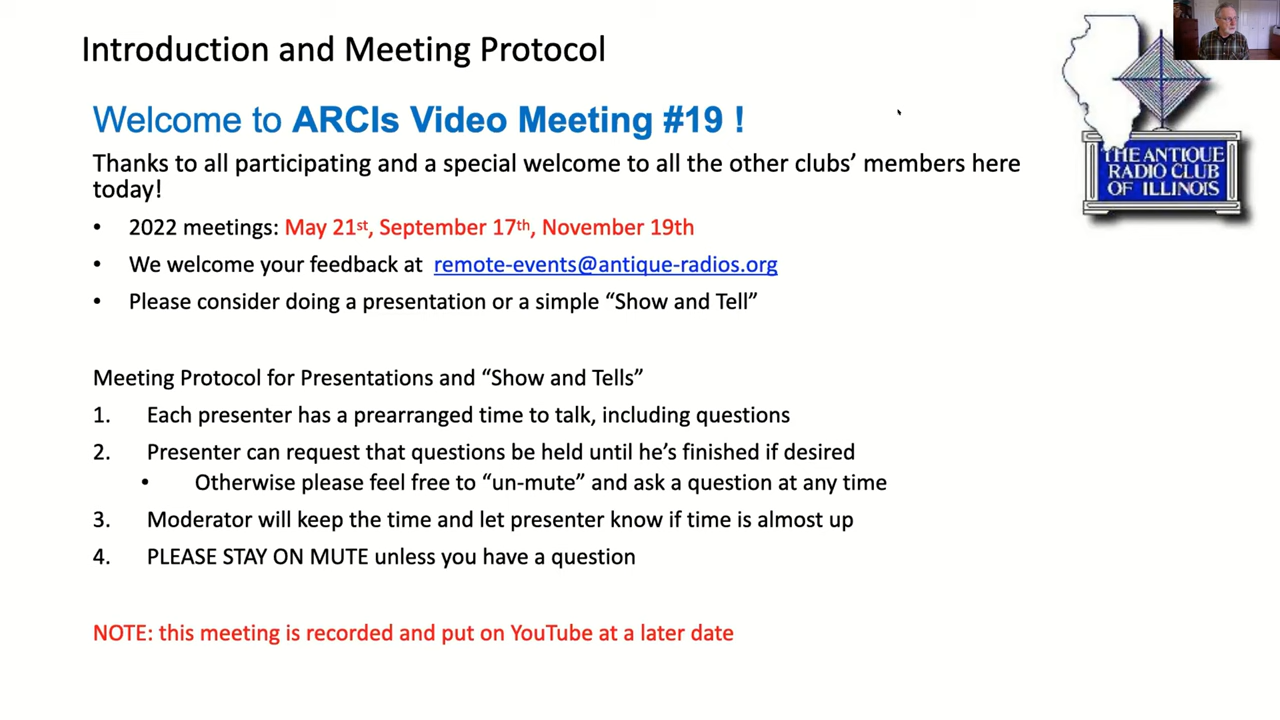 Introduction and Meeting Protocol
Welcome to ARCIs Video Meeting #19 !
Thanks to all participating and a special welcome to all the other clubs’ members here
today!
• 2022 meetings: May 21st, September 17th, November 19th
• We welcome your feedback at remote-events@antique-radios.org
• Please consider doing a presentation or a simple “Show and Tell”
Meeting Protocol for Presentations and “Show and Tells”
1. Each presenter has a prearranged time to talk, including questions
2. Presenter can request that questions be held until he’s finished if desired
• Otherwise please feel free to “un-mute” and ask a question at any time
3. Moderator will keep the time and let presenter know if time is almost up
4. PLEASE STAY ON MUTE unless you have a question
NOTE: this meeting is recorded and put on YouTube at a later date
THE ANTIQUE
RADIO CLUB
OF ILLINOIS